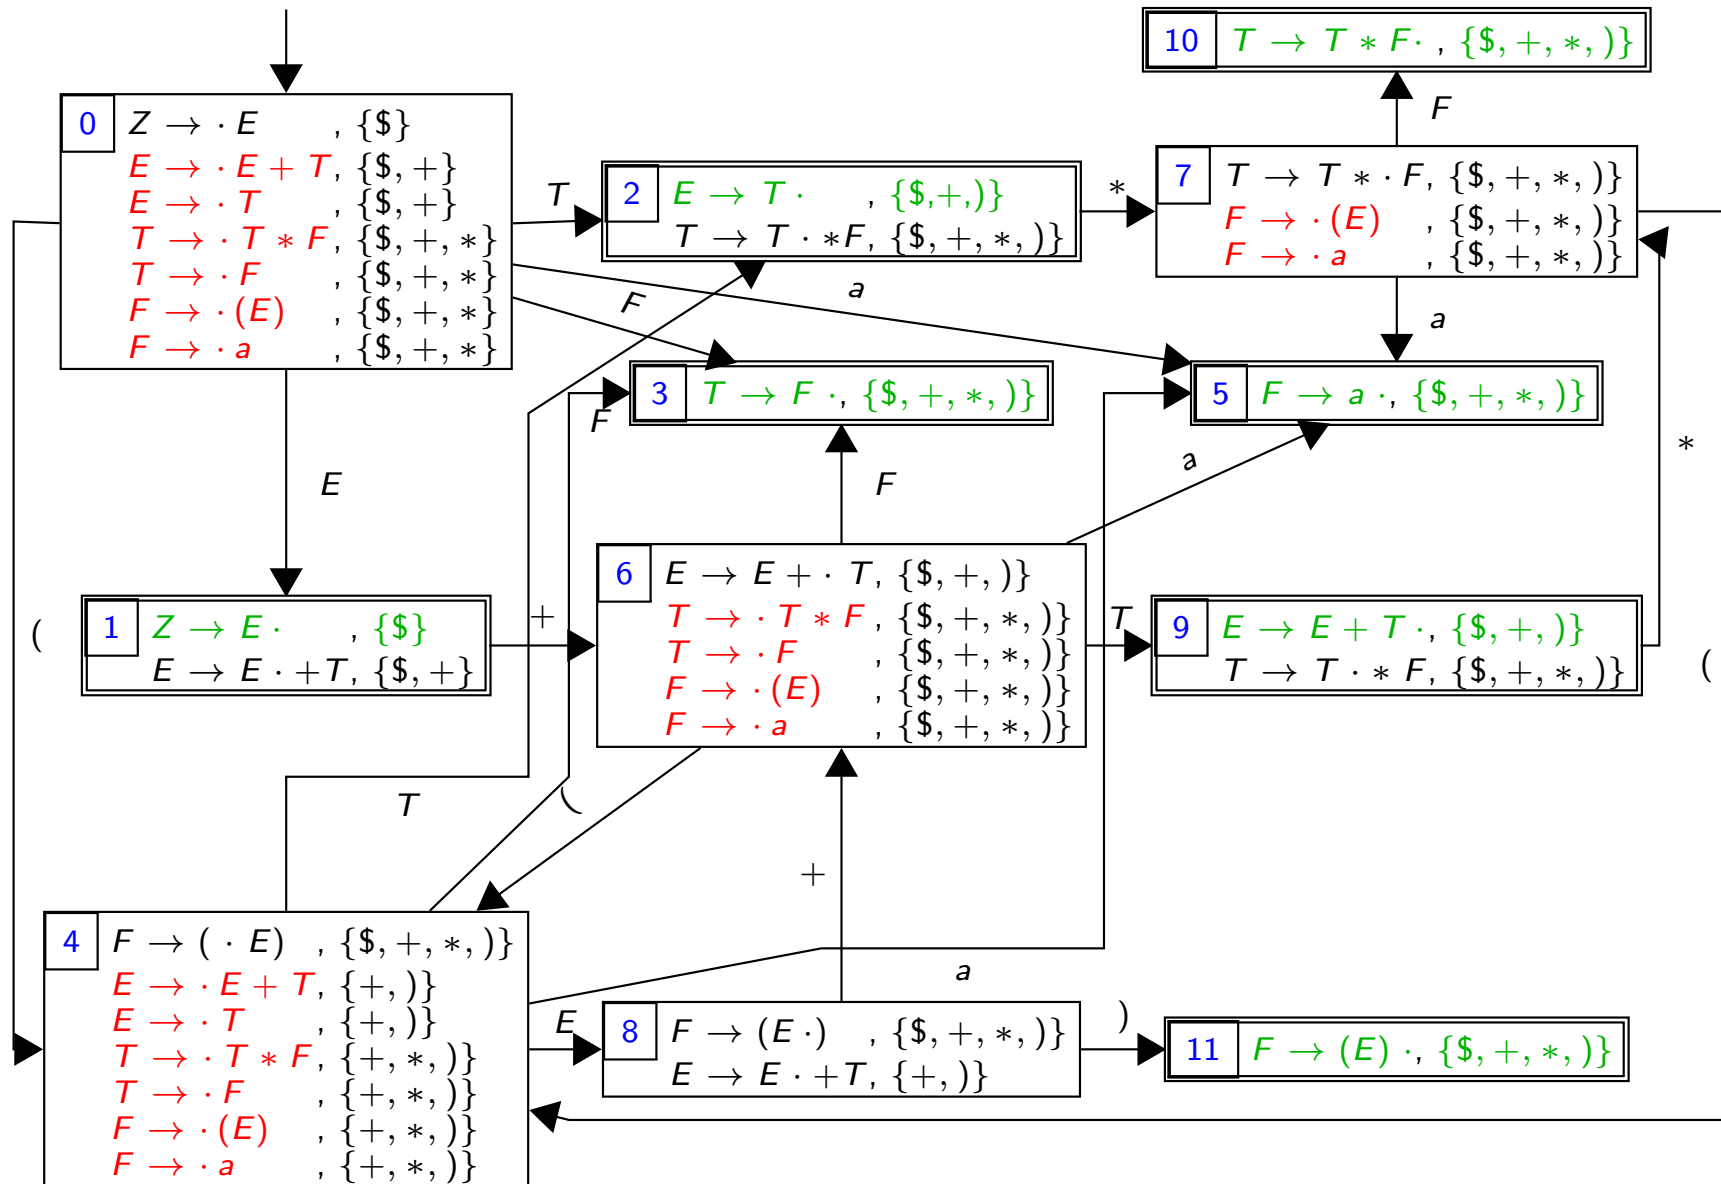 10 T → T * F· , {$, +, *, )}
F
0 Z → · E , {$}
E → · E + T, {$, +}
E → · T , {$, +}
T → · T * F, {$, +, *}
T → · F , {$, +, *}
F → · (E) , {$, +, *}
F → · a , {$, +, *}
T
2 E → T · , {$,+,)}
T → T · *F, {$, +, *, )}
*
7 T → T * · F, {$, +, *, )}
F → · (E) , {$, +, *, )}
F → · a , {$, +, *, )}
F
a
a
3 T → F ·, {$, +, *, )}
5 F → a ·, {$, +, *, )}
F
*
E
F
a
6 E → E + · T, {$, +, )}
T → · T * F, {$, +, *, )}
T → · F , {$, +, *, )}
F → · (E) , {$, +, *, )}
F → · a , {$, +, *, )}
(
1 Z → E · , {$}
E → E · +T, {$, +}
+
T
9 E → E + T ·, {$, +, )}
T → T · * F, {$, +, *, )}
(
T
(
+
4 F → ( · E) , {$, +, *, )}
E → · E + T, {+, )}
E → · T , {+, )}
T → · T * F, {+, *, )}
T → · F , {+, *, )}
F → · (E) , {+, *, )}
F → · a , {+, *, )}
a
E
8 F → (E ·) , {$, +, *, )}
E → E · +T, {+, )}
)
11 F → (E) ·, {$, +, *, )}